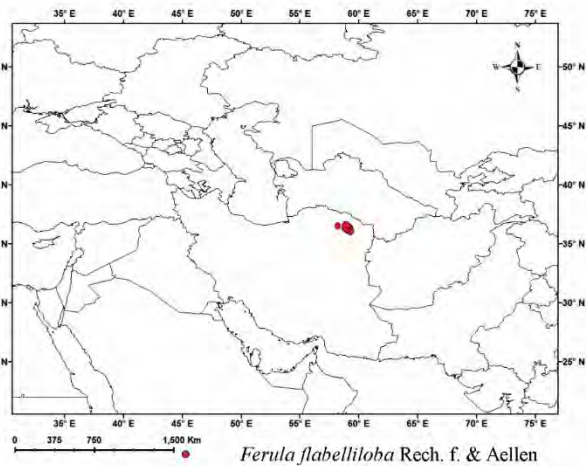 35° E 40° E 45° E 50° E 55° E 60° E 65° E 70° E 75° E
N
W E
S
N 50° N
N 45° N
N 40° N
N 35° N
N 30° N
N 25° N
35° E 40° E 45° E 50° E 55° E 60° E 65° E 70° E 75° E
0 375 750 1,500 Km
Ferula flabelliloba Rech. f. & Aellen